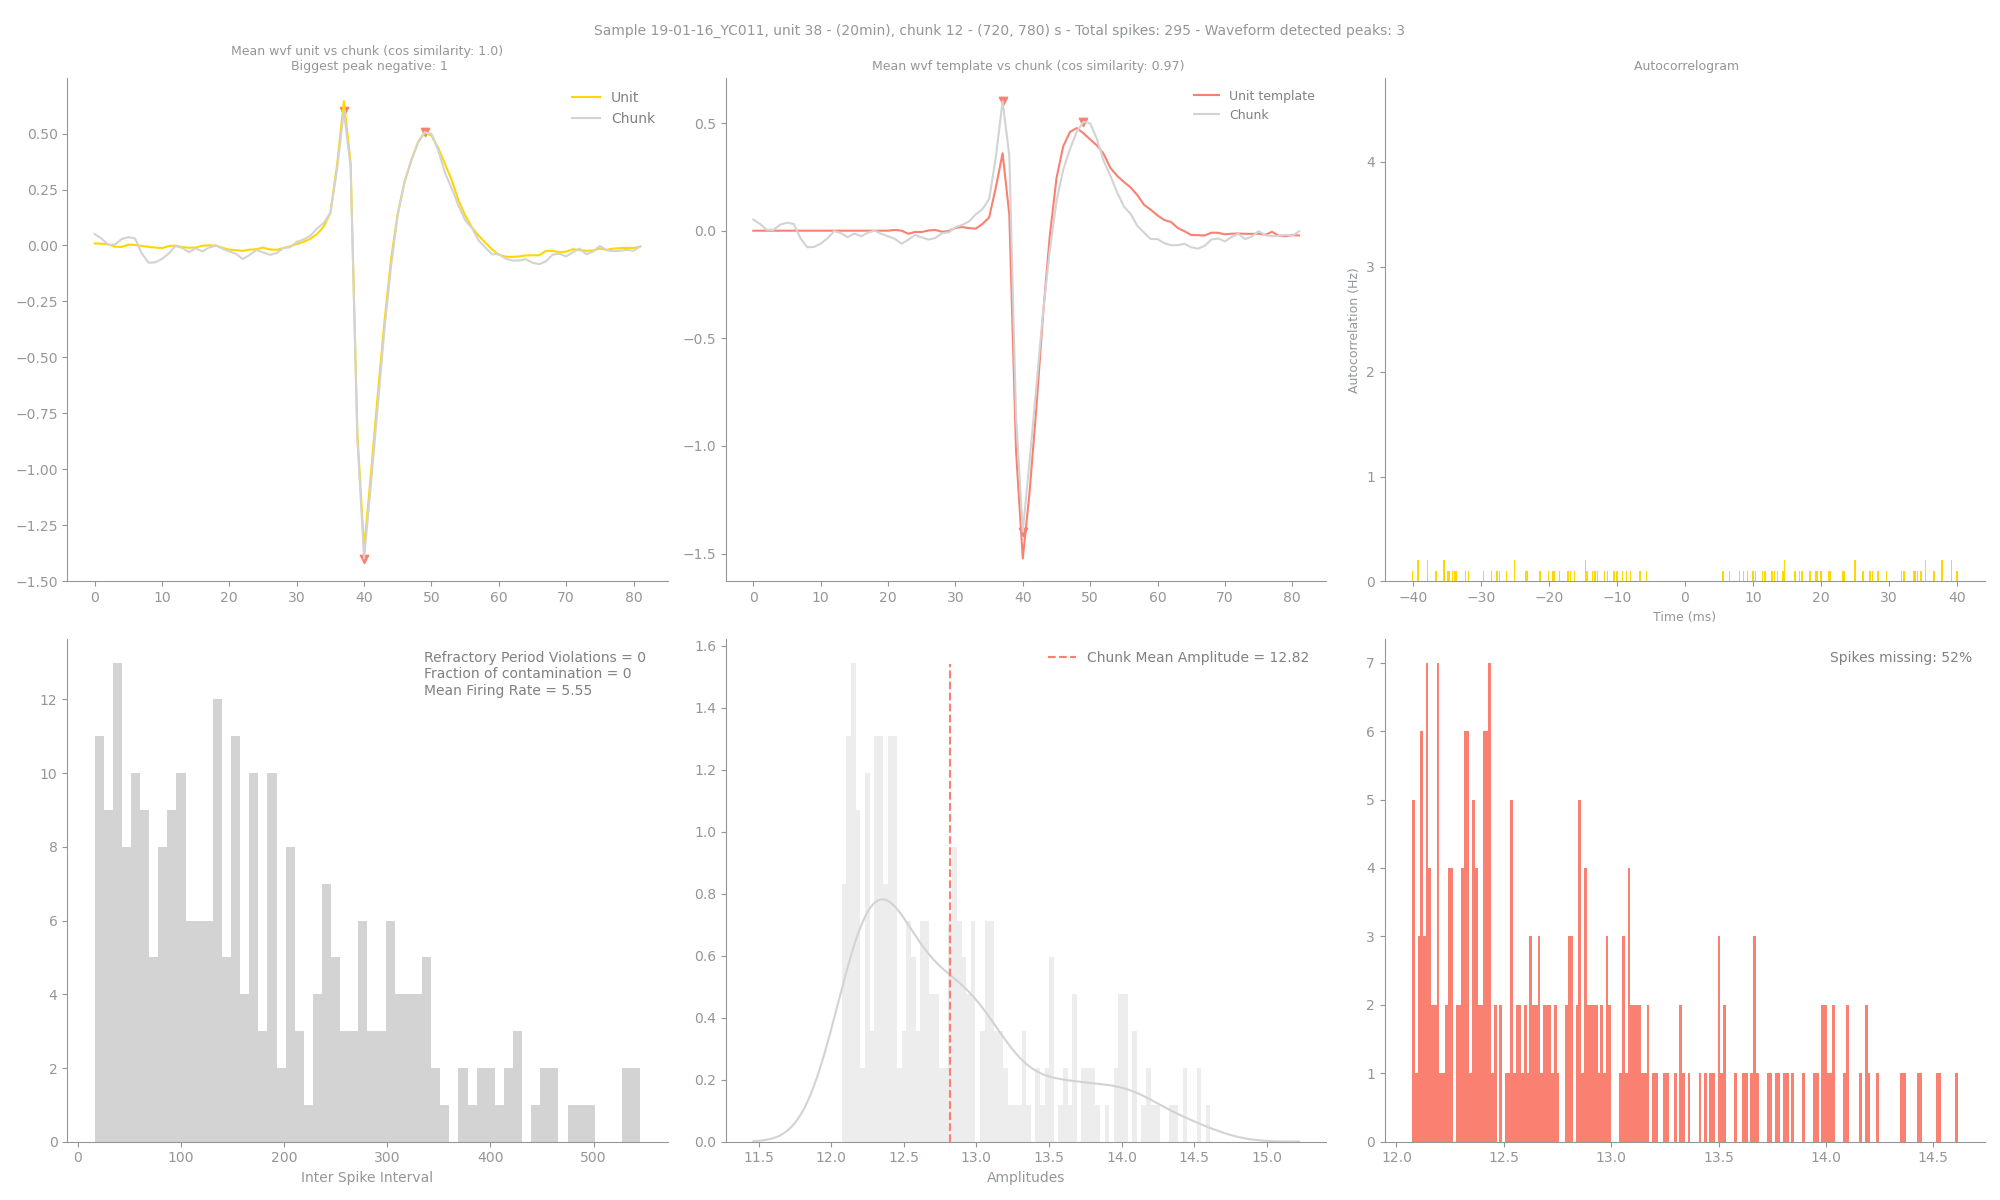 Sample 19-01-16_YC011, unit 38 - (20min), chunk 12 - (720, 780) s - Total spikes: 295 - Waveform detected peaks: 3
Mean wvf unit vs chunk (cos similarity: 1.0)
Biggest peak negative: 1
Unit
Chunk
0.50
0.25
0.00
−0.25
−0.50
−0.75
−1.00
−1.25
−1.50
0 10 20 30 40 50 60 70 80
Mean wvf template vs chunk (cos similarity: 0.97)
Unit template
Chunk
0.5
0.0
−0.5
−1.0
−1.5
0 10 20 30 40 50 60 70 80
Autocorrelogram
Autocorrelation (Hz)
4
3
2
1
0
−40 −30 −20 −10 0 10 20 30 40
Time (ms)
Refractory Period Violations = 0
Fraction of contamination = 0
Mean Firing Rate = 5.55
12
10
8
6
4
2
0
0 100 200 300 400 500
Inter Spike Interval
Chunk Mean Amplitude = 12.82
1.6
1.4
1.2
1.0
0.8
0.6
0.4
0.2
0.0
11.5 12.0 12.5 13.0 13.5 14.0 14.5 15.0
Amplitudes
Spikes missing: 52%
7
6
5
4
3
2
1
0
12.0 12.5 13.0 13.5 14.0 14.5